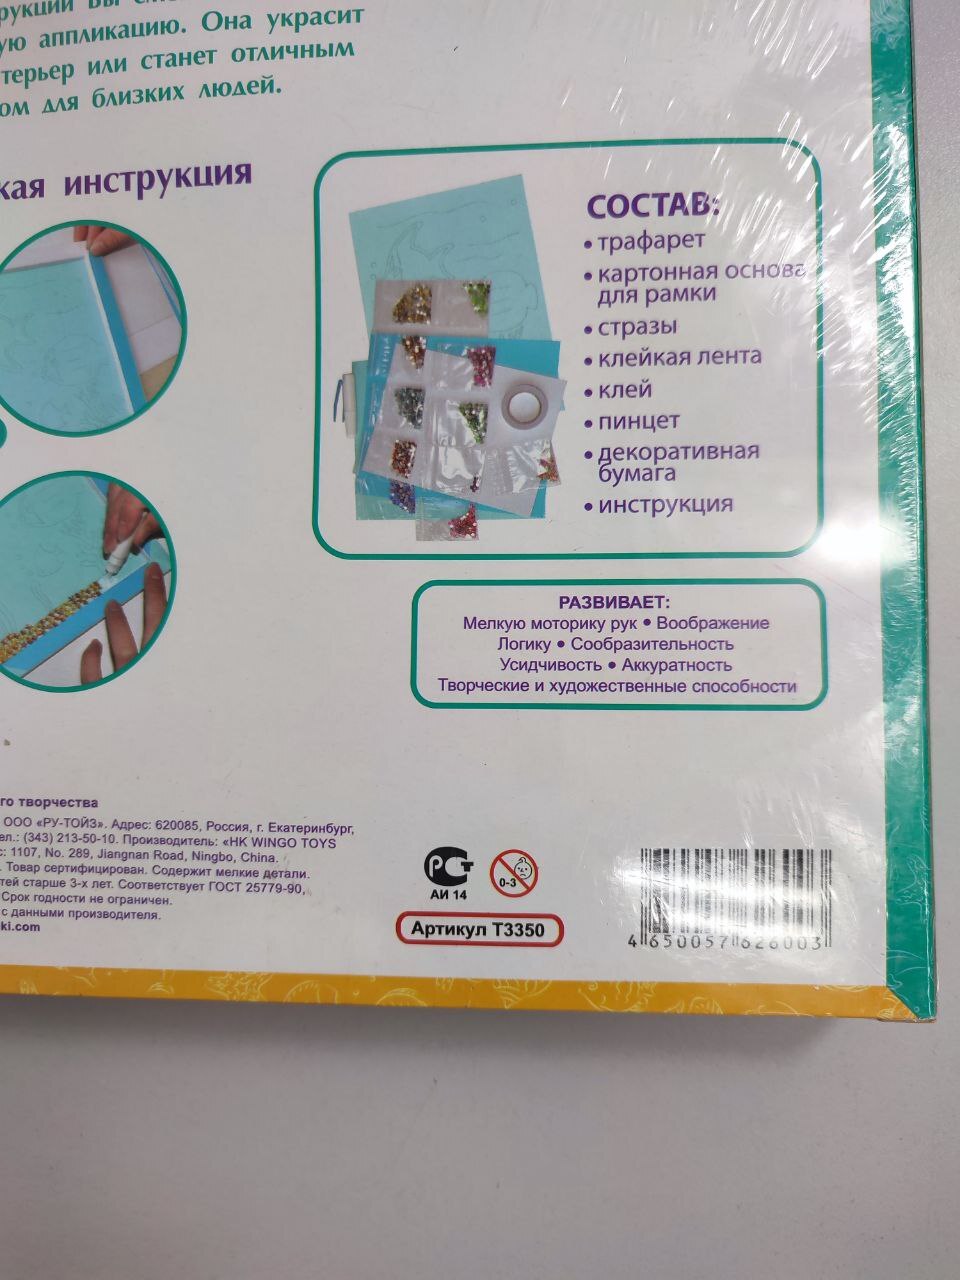 ую аппликацию. Она украсит
терьер или станет отличным
ом для близких людей.
кая инструкция
СОСТАВ:
• трафарет
• картонная основа
для рамки
• стразы
• клейкая лента
• клей
• пинцет
• декоративная
бумага
• инструкция
РАЗВИВАЕТ:
Мелкую моторику рук • Воображение
Логику • Сообразительность
Усидчивость • Аккуратность
Творческие и художественные способности
го творчества
ООО «РУ-ТОЙЗ». Адрес: 620085, Россия, г. Екатеринбург,
ел.: (343) 213-50-10. Производитель: «HK WINGO TOYS
с: 1107, No. 289, Jiangnan Road, Ningbo, China.
. Товар сертифицирован. Содержит мелкие детали.
тей старше 3-х лет. Соответствует ГОСТ 25779-90,
Срок годности не ограничен.
с данными производителя.
ki.com
РСТ
АИ 14
0-3
Артикул Т3350
4 650057 626003